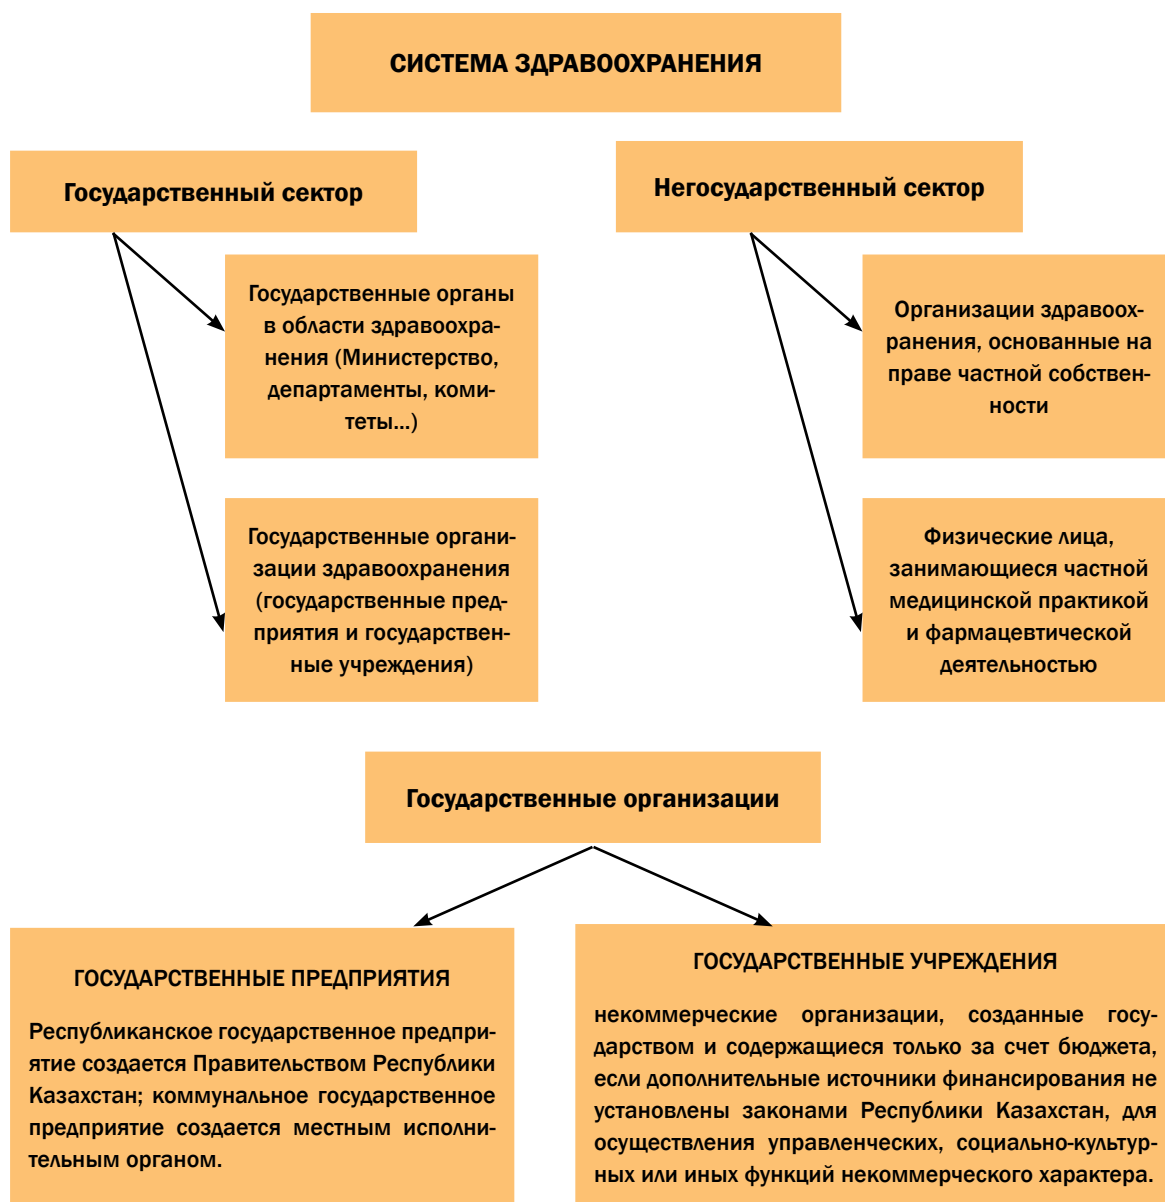 СИСТЕМА ЗДРАВООХРАНЕНИЯ
Государственный сектор
Негосударственный сектор
Государственные органы
в области здравоохра-
нения (Министерство,
департаменты, коми-
теты...)
Организации здравоох-
ранения, основанные на
праве частной собствен-
ности
Государственные органи-
зации здравоохранения
(государственные пред-
приятия и государствен-
ные учреждения)
Физические лица,
занимающиеся частной
медицинской практикой
и фармацевтической
деятельностью
Государственные организации
ГОСУДАРСТВЕННЫЕ ПРЕДПРИЯТИЯ
Республиканское государственное предпри-
ятие создается Правительством Республики
Казахстан; коммунальное государственное
предприятие создается местным исполни-
тельным органом.
ГОСУДАРСТВЕННЫЕ УЧРЕЖДЕНИЯ
некоммерческие организации, созданные госу-
дарством и содержащиеся только за счет бюджета,
если дополнительные источники финансирования не
установлены законами Республики Казахстан, для
осуществления управленческих, социально-культур-
ных или иных функций некоммерческого характера.